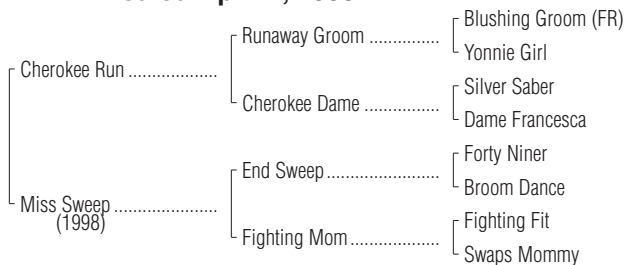 Blushing Groom (FR)
Runaway Groom ................
Yonnie Girl
Cherokee Run ....................
Silver Saber
Cherokee Dame .................
Dame Francesca
Forty Niner
End Sweep .........................
Broom Dance
Miss Sweep .......................
(1998)
Fighting Fit
Fighting Mom ....................
Swaps Mommy